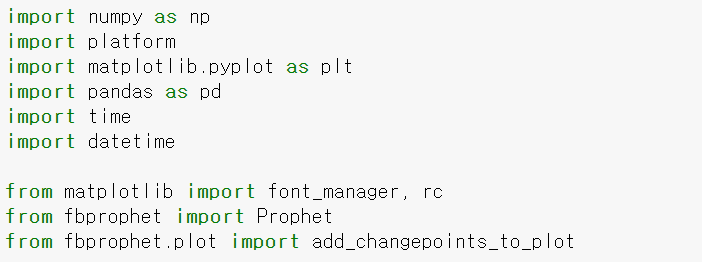 import numpy as np
import platform
import matplotlib.pyplot as plt
import pandas as pd
import time
import datetime
from matplotlib import font_manager, rc
from fbprophet import Prophet
from fbprophet.plot import add_changepoints_to_plot